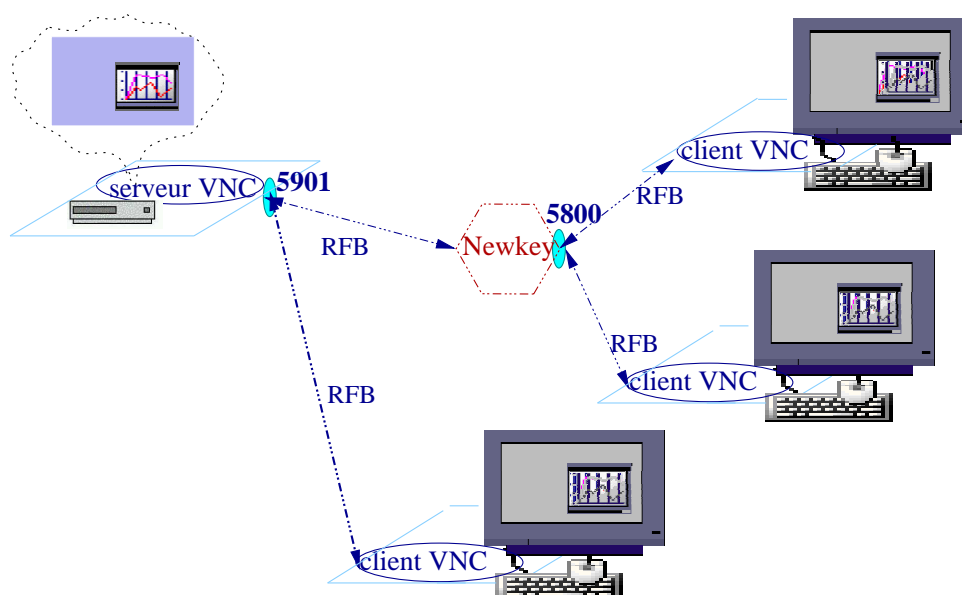 client VNC
5901
serveur VNC
RFB
5800
RFB
Newkey
RFB
client VNC
RFB
client VNC